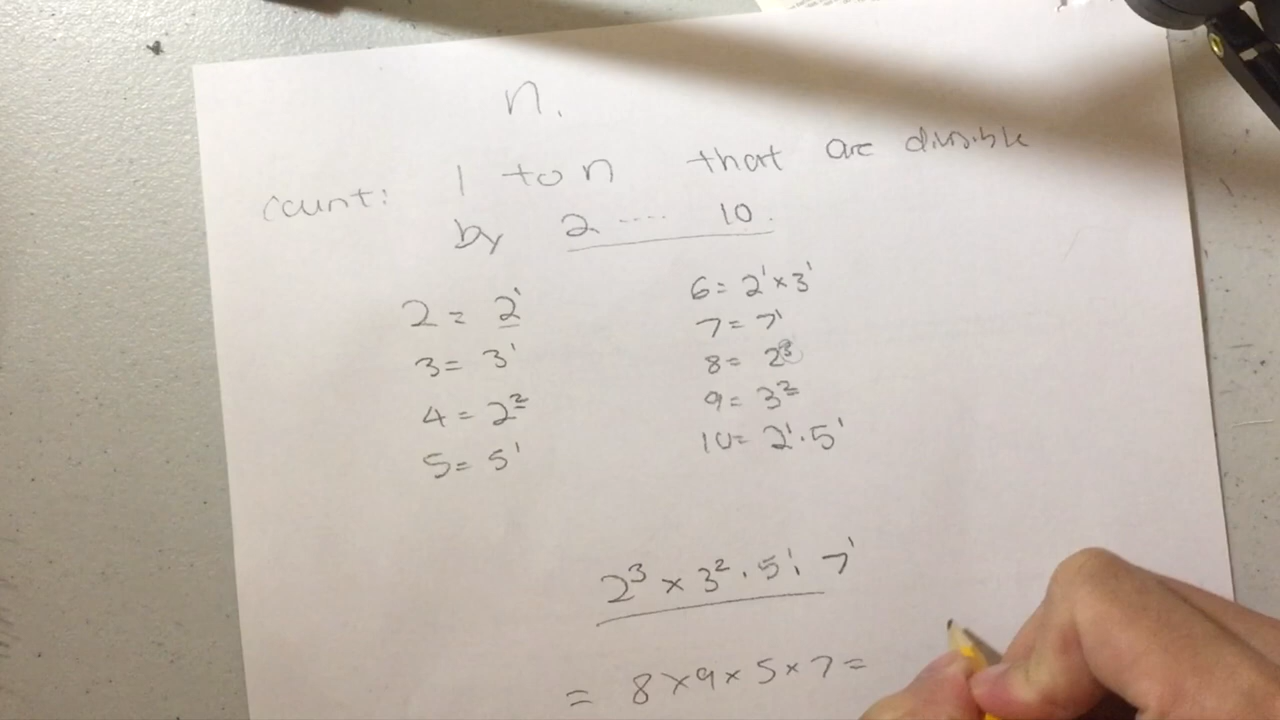 n.
count: 1 to n that are divisible
by 2 .... 10.
2 = 2¹
3 = 3¹
4 = 2²
5 = 5¹
6 = 2¹ x 3¹
7 = 7¹
8 = 2³
9 = 3²
10 = 2¹ . 5¹
2³ x 3² . 5¹ . 7¹
= 8 x 9 x 5 x 7 =